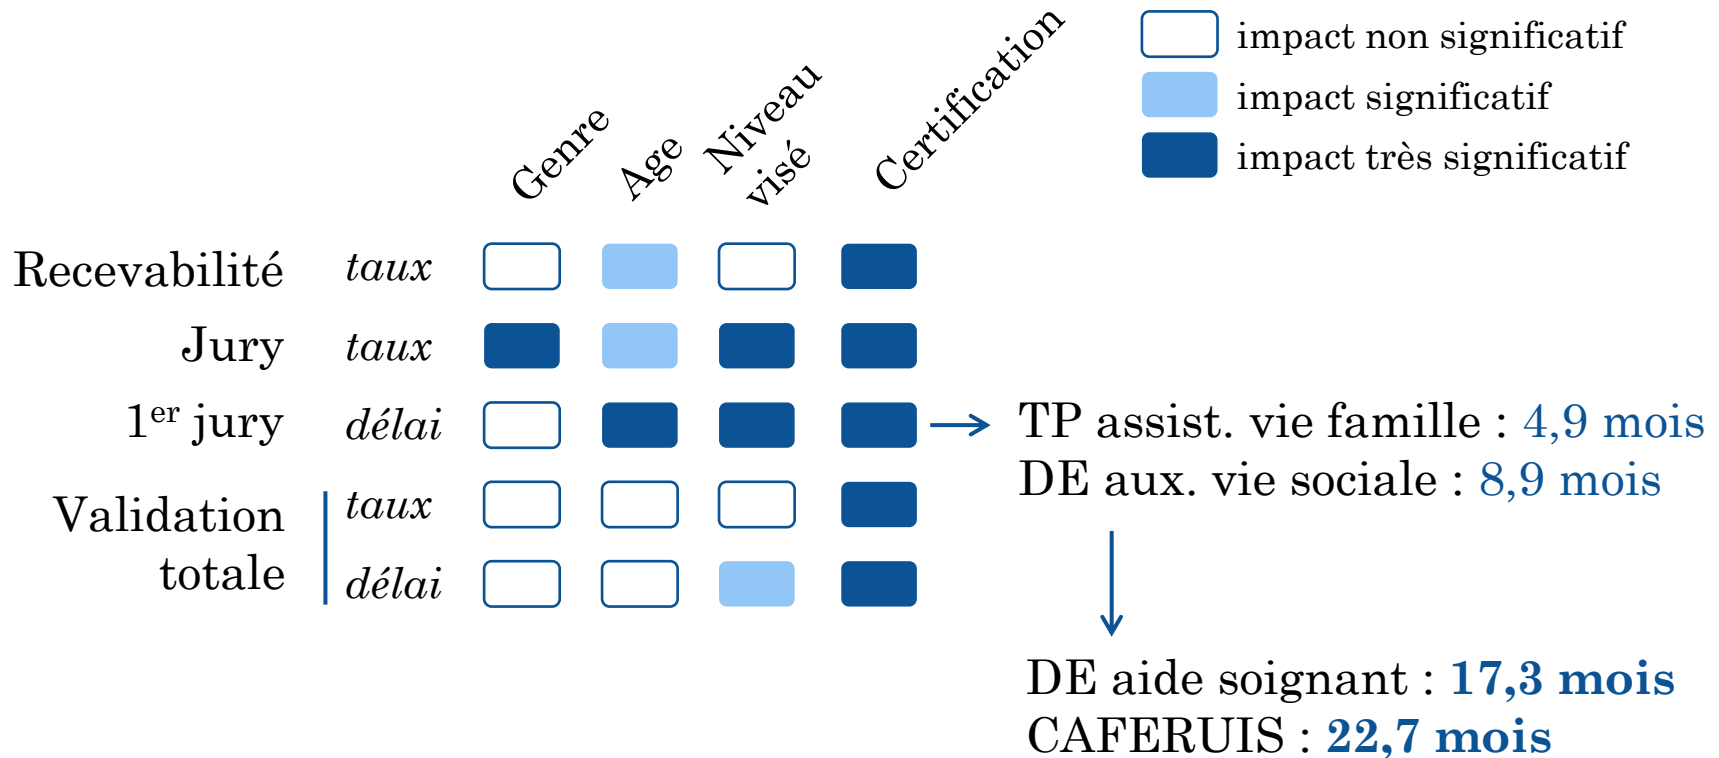 impact non significatif
impact significatif
impact très significatif
Genre
Age
Niveau
visé
Certification
Recevabilité taux
Jury taux
1er jury délai
TP assist. vie famille : 4,9 mois
DE aux. vie sociale : 8,9 mois
Validation
totale
taux
délai
DE aide soignant : 17,3 mois
CAFERUIS : 22,7 mois